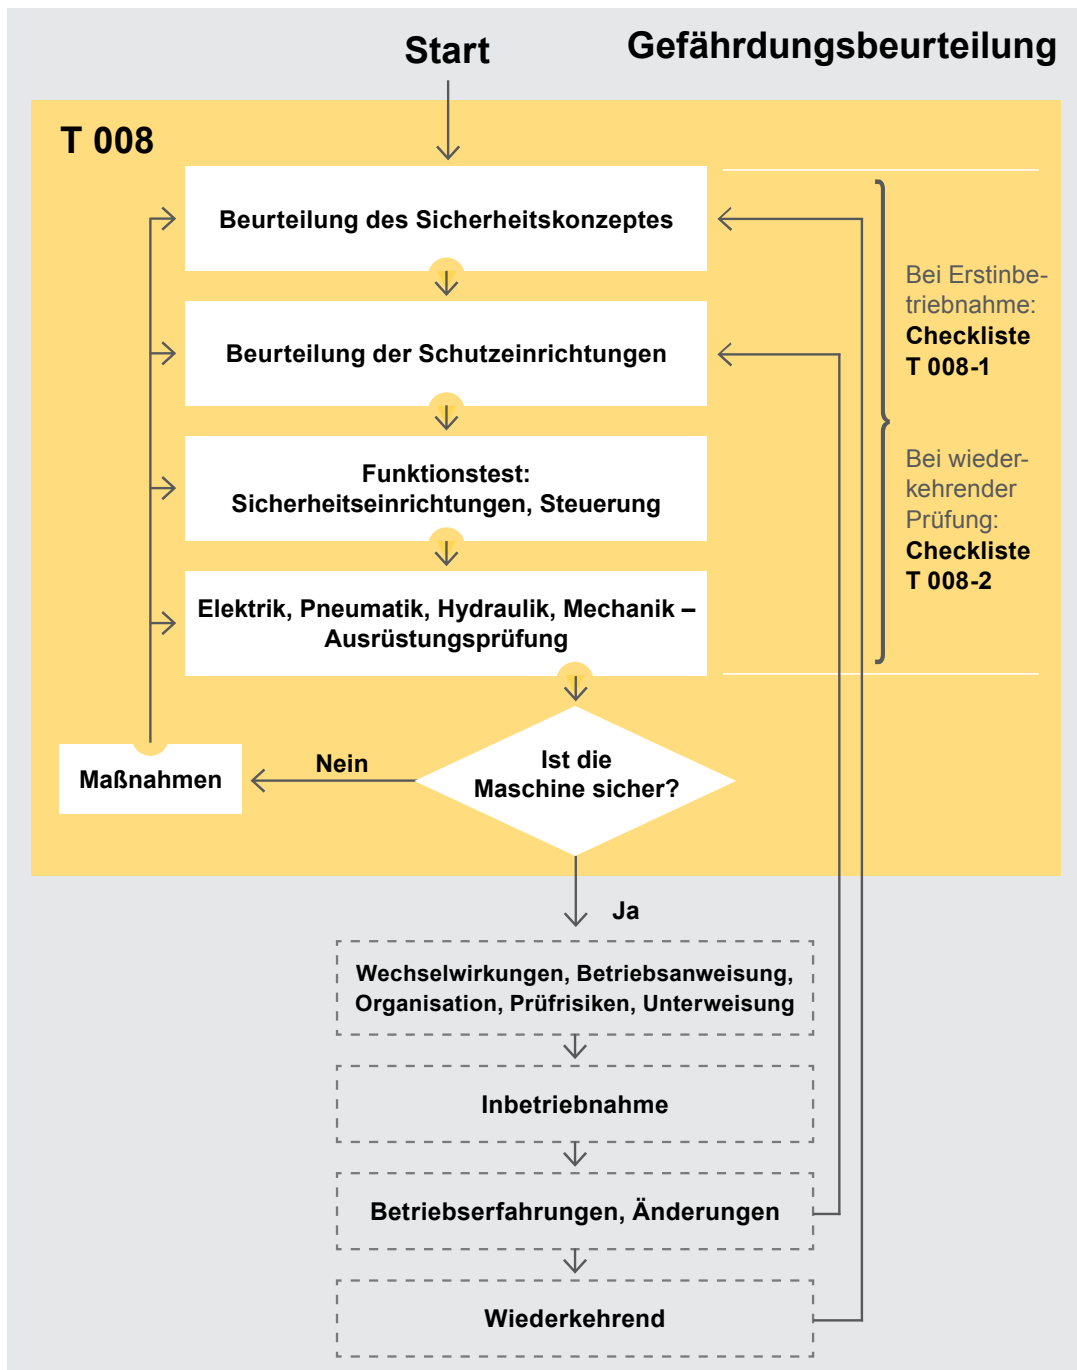 Start
Gefährdungsbeurteilung
T 008
Beurteilung des Sicherheitskonzeptes
Beurteilung der Schutzeinrichtungen
Funktionstest:
Sicherheitseinrichtungen, Steuerung
Elektrik, Pneumatik, Hydraulik, Mechanik –
Ausrüstungsprüfung
Bei Erstinbe-
triebnahme:
Checkliste
T 008-1
Bei wieder-
kehrender
Prüfung:
Checkliste
T 008-2
Ist die
Maschine sicher?
Nein
Maßnahmen
Ja
Wechselwirkungen, Betriebsanweisung,
Organisation, Prüfrisiken, Unterweisung
Inbetriebnahme
Betriebserfahrungen, Änderungen
Wiederkehrend